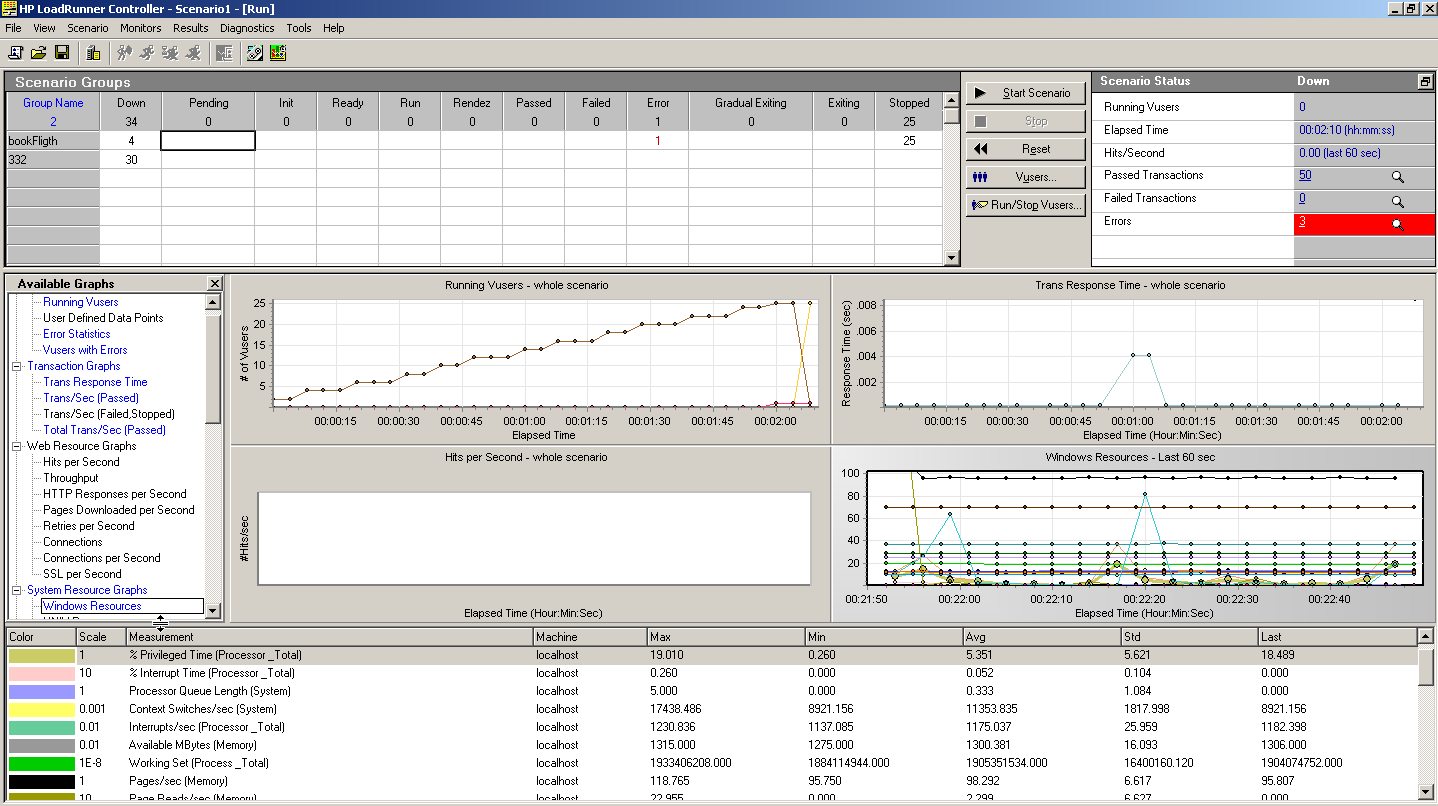 HP LoadRunner Controller - Scenario1 - [Run]
File View Scenario Monitors Results Diagnostics Tools Help
Scenario Groups
Group Name Down Pending Init Ready Run Rendez Passed Failed Error Gradual Exiting Exiting Stopped
2 34 0 0 0 0 0 0 0 1 0 0 25
bookFligth 4 1 25
332 30
Start Scenario
Stop
Reset
Vusers...
Run/Stop Vusers...
Scenario Status Down
Running Vusers 0
Elapsed Time 00:02:10 (hh:mm:ss)
Hits/Second 0.00 (last 60 sec)
Passed Transactions 50
Failed Transactions 0
Errors 3
Available Graphs
Running Vusers
User Defined Data Points
Error Statistics
Vusers with Errors
Transaction Graphs
Trans Response Time
Trans/Sec (Passed)
Trans/Sec (Failed,Stopped)
Total Trans/Sec (Passed)
Web Resource Graphs
Hits per Second
Throughput
HTTP Responses per Second
Pages Downloaded per Second
Retries per Second
Connections
Connections per Second
SSL per Second
System Resource Graphs
Windows Resources
Running Vusers - whole scenario
# of Vusers
25
20
15
10
5
00:00:15 00:00:30 00:00:45 00:01:00 00:01:15 00:01:30 00:01:45 00:02:00
Elapsed Time
Trans Response Time - whole scenario
Response Time (sec)
.008
.006
.004
.002
00:00:15 00:00:30 00:00:45 00:01:00 00:01:15 00:01:30 00:01:45 00:02:00
Elapsed Time (Hour:Min:Sec)
Hits per Second - whole scenario
#Hits/sec
Elapsed Time (Hour:Min:Sec)
Windows Resources - Last 60 sec
100
80
60
40
20
00:21:50 00:22:00 00:22:10 00:22:20 00:22:30 00:22:40
Elapsed Time (Hour:Min:Sec)
Color Scale Measurement Machine Max Min Avg Std Last
1 % Privileged Time (Processor _Total) localhost 19.010 0.260 5.351 5.621 18.489
10 % Interrupt Time (Processor _Total) localhost 0.260 0.000 0.052 0.104 0.000
1 Processor Queue Length (System) localhost 5.000 0.000 0.333 1.084 0.000
0.001 Context Switches/sec (System) localhost 17438.486 8921.156 11353.835 1817.998 8921.156
0.01 Interrupts/sec (Processor _Total) localhost 1230.836 1137.085 1175.037 25.959 1182.398
0.01 Available MBytes (Memory) localhost 1315.000 1275.000 1300.381 16.093 1306.000
1E-8 Working Set (Process _Total) localhost 1933406208.000 1884114944.000 1905351534.000 16400160.120 1904074752.000
1 Pages/sec (Memory) localhost 118.765 95.750 98.292 6.617 95.807
10 Page Reads/sec (Memory) localhost 22.955 0.000 2.299 6.627 0.000